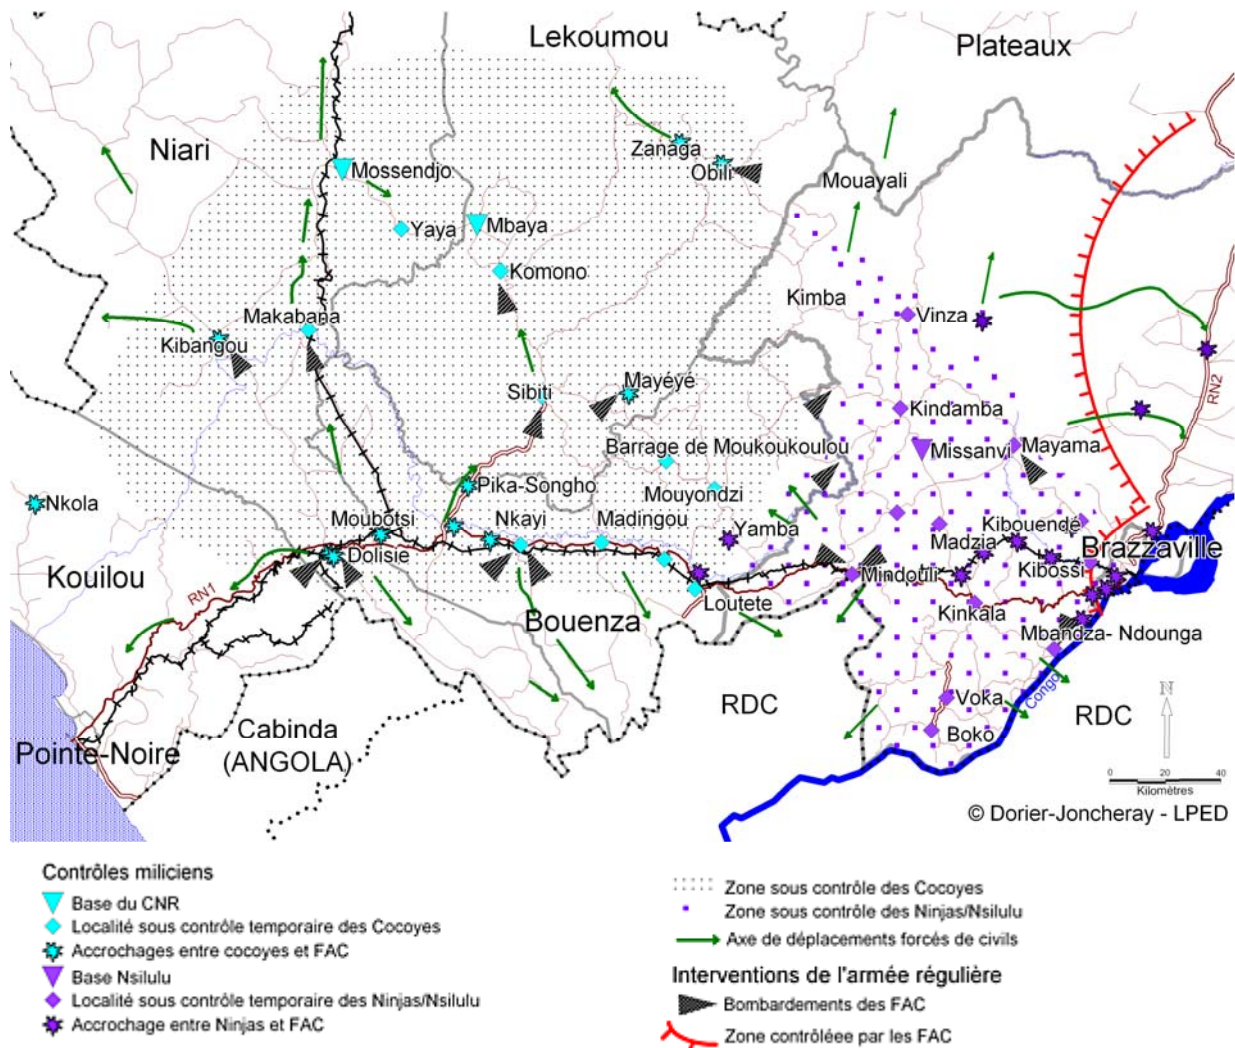 Lekoumou
Plateaux
Niari
Zanaga
Mossendjo
Obili
Mouayali
Yaya
Mbaya
Komono
Kimba
Makabana
Vinza
Kibangou
Mayéyé
Sibiti
RN2
Kindamba
Barrage de Moukoukoulou
Missanvi
Mayama
Pika-Songho
Mouyondzi
Nkola
Moubotsi
Nkayi
Madingou
Yamba
Kibouendé
Dolisie
Madzia
Brazzaville
Kouilou
Mindouli
Kibossi
RN1
Loutete
Kinkala
Bouenza
Mbandza- Ndounga
RDC
Congo
Voka
RDC
N
Cabinda
(ANGOLA)
Boko
Pointe-Noire
0 20 40
Kilomètres
© Dorier-Joncheray - LPED
Contrôles miliciens
Base du CNR
Localité sous contrôle temporaire des Cocoyes
Accrochages entre cocoyes et FAC
Base Nsilulu
Localité sous contrôle temporaire des Ninjas/Nsilulu
Accrochage entre Ninjas et FAC
Zone sous contrôle des Cocoyes
Zone sous contrôle des Ninjas/Nsilulu
Axe de déplacements forcés de civils
Interventions de l'armée régulière
Bombardements des FAC
Zone contrôléee par les FAC